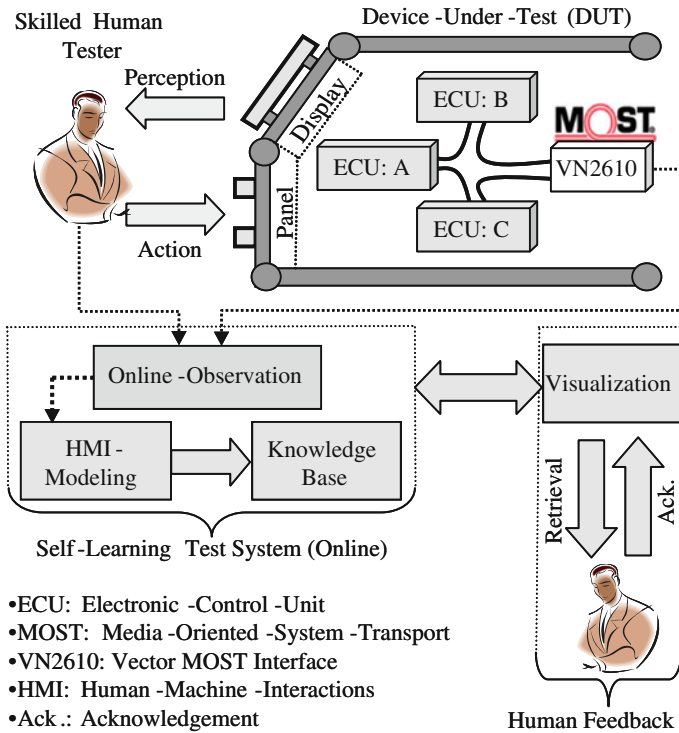 Skilled Human
Tester
Device -Under -Test (DUT)
Perception
Action
Display
Panel
ECU: B
ECU: A
ECU: C
MOST®
VN2610
Online -Observation
HMI -
Modeling
Knowledge
Base
Self -Learning Test System (Online)
Visualization
Retrieval
Ack.
Human Feedback
•ECU: Electronic -Control -Unit
•MOST: Media -Oriented -System -Transport
•VN2610: Vector MOST Interface
•HMI: Human -Machine -Interactions
•Ack .: Acknowledgement